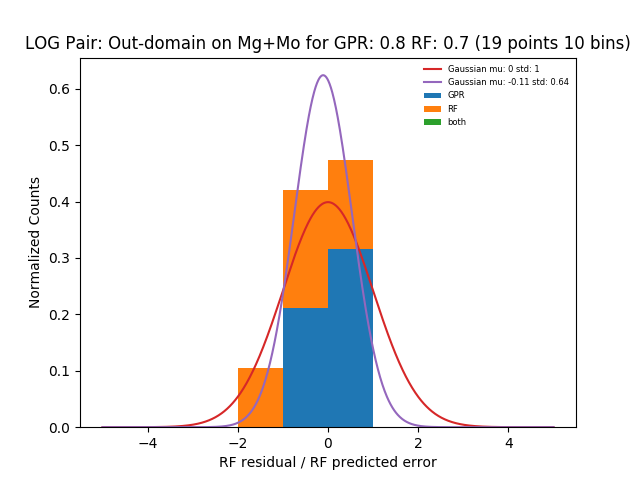 LOG Pair: Out-domain on Mg+Mo for GPR: 0.8 RF: 0.7 (19 points 10 bins)
Gaussian mu: 0 std: 1
Gaussian mu: -0.11 std: 0.64
GPR
RF
both
Normalized Counts
0.6
0.5
0.4
0.3
0.2
0.1
0.0
−4
−2
0
2
4
RF residual / RF predicted error